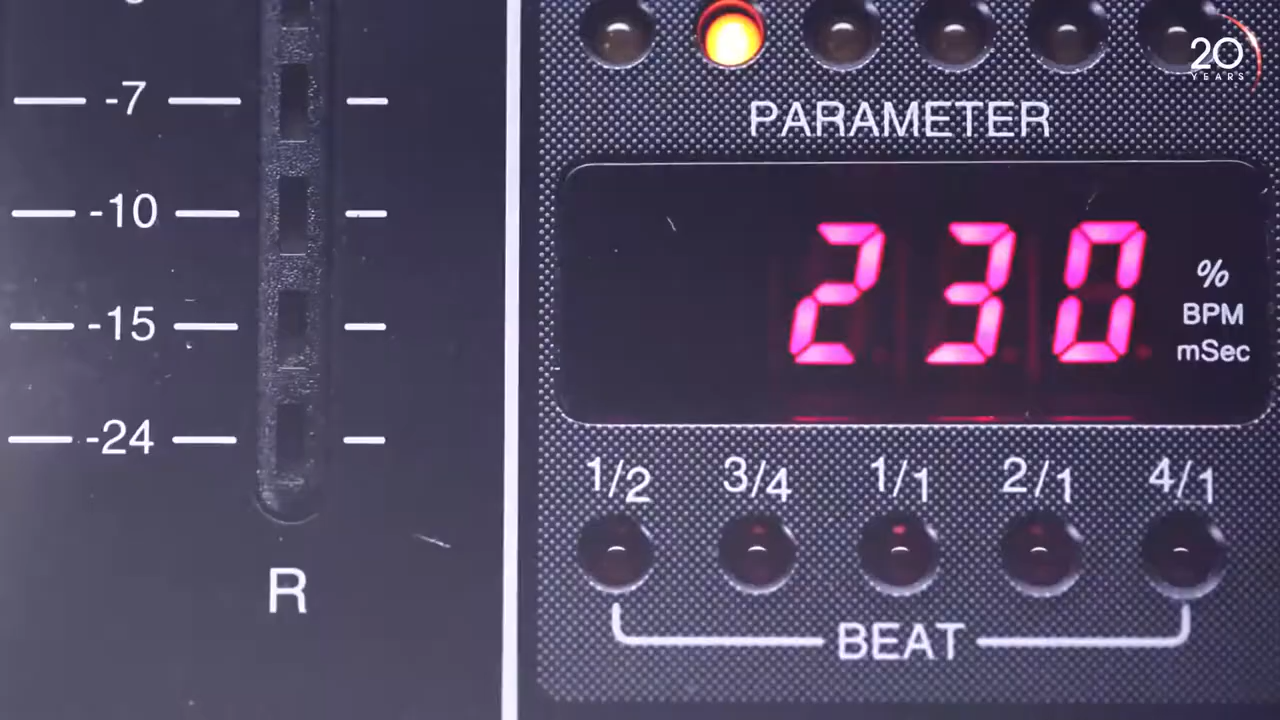 20
YEARS
-7
-10
-15
-24
R
PARAMETER
230
%
BPM
mSec
1/2 3/4 1/1 2/1 4/1
BEAT